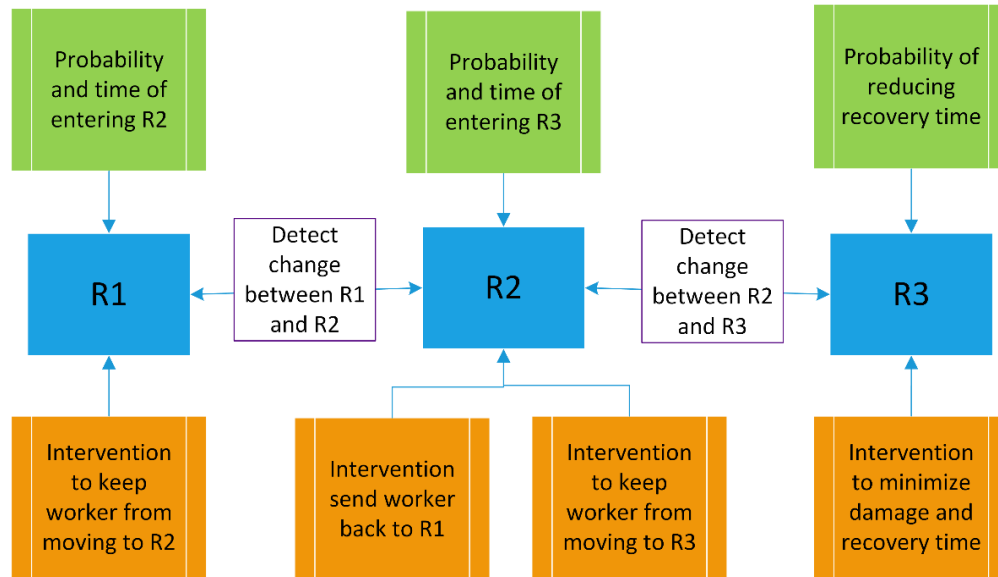 Probability
and time of
entering R2
Probability
and time of
entering R3
Probability of
reducing
recovery time
R1
Detect
change
between R1
and R2
R2
Detect
change
between R2
and R3
R3
Intervention
to keep
worker from
moving to R2
Intervention
send worker
back to R1
Intervention
to keep
worker from
moving to R3
Intervention
to minimize
damage and
recovery time